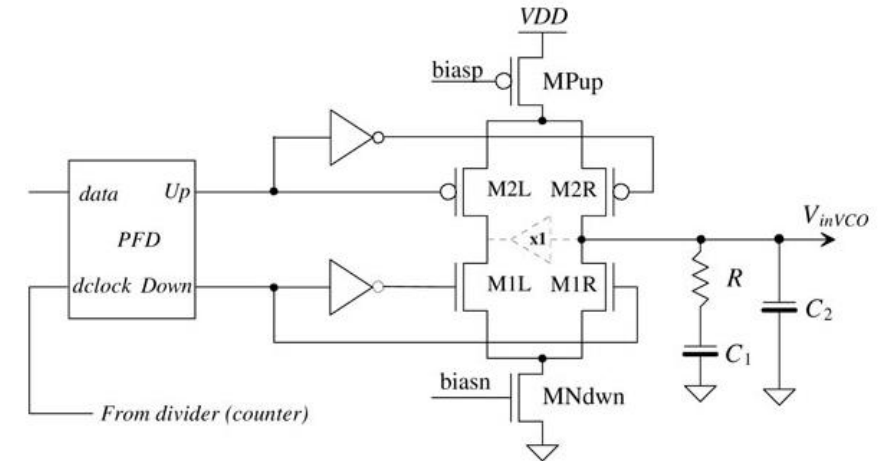 VDD
biasp
MPup
data
Up
M2L
M2R
PFD
x1
V_inVCO
dclock
Down
M1L
M1R
R
C_2
C_1
biasn
MNdwn
From divider (counter)